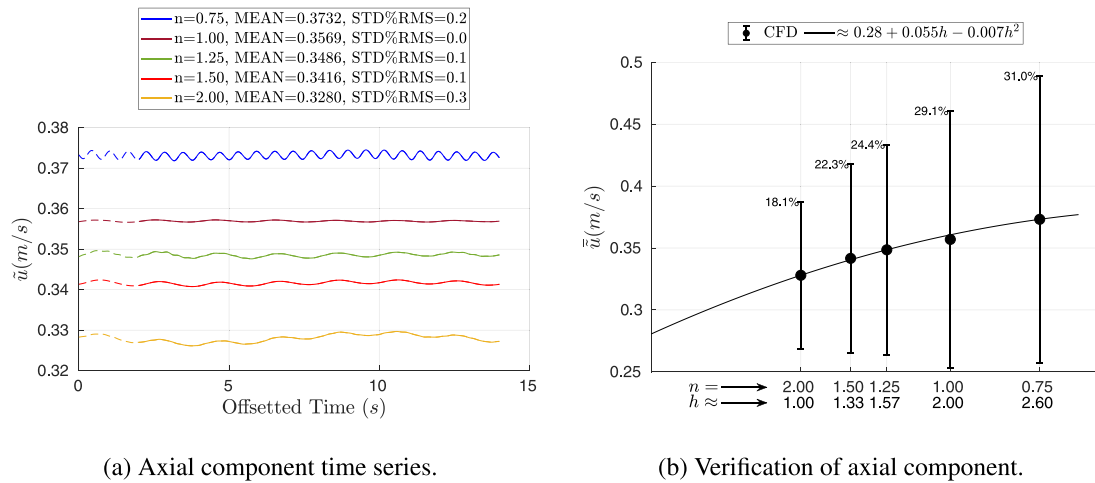 n=0.75, MEAN=0.3732, STD%RMS=0.2
n=1.00, MEAN=0.3569, STD%RMS=0.0
n=1.25, MEAN=0.3486, STD%RMS=0.1
n=1.50, MEAN=0.3416, STD%RMS=0.1
n=2.00, MEAN=0.3280, STD%RMS=0.3
0.38
0.37
0.36
0.35
0.34
0.33
0.32
ũ(m/s)
0 5 10 15
Offsetted Time (s)
(a) Axial component time series.
CFD ≈ 0.28 + 0.055h − 0.007h²
0.5
0.45
0.4
0.35
0.3
0.25
ũ̄(m/s)
18.1%
22.3%
24.4%
29.1%
31.0%
n = 2.00 1.50 1.25 1.00 0.75
h ≈ 1.00 1.33 1.57 2.00 2.60
(b) Verification of axial component.